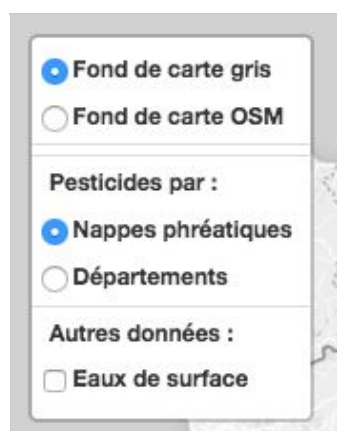 Fond de carte gris
Fond de carte OSM
Pesticides par :
Nappes phréatiques
Départements
Autres données :
Eaux de surface